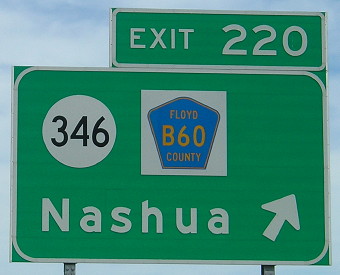 EXIT 220
346
FLOYD
B60
COUNTY
Nashua